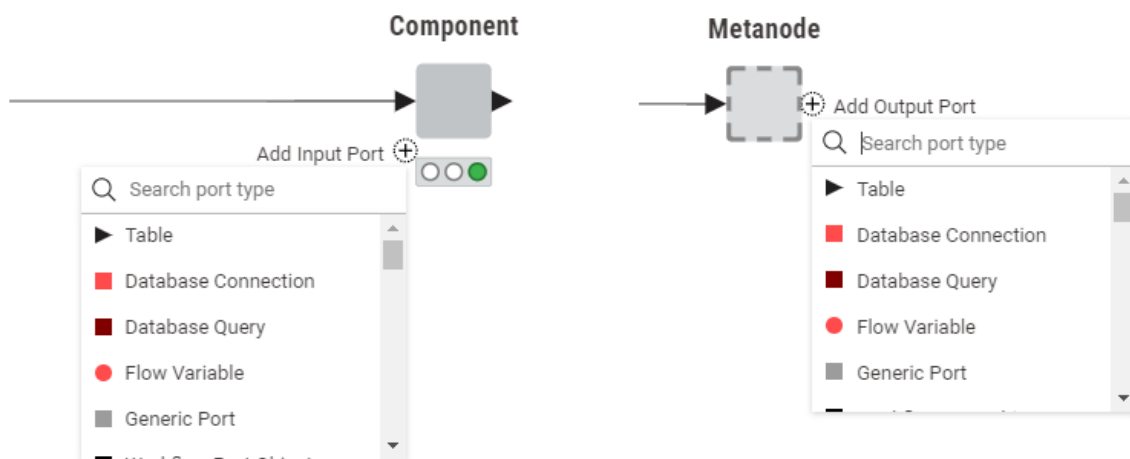 Component
Metanode
Add Input Port
Search port type
Table
Database Connection
Database Query
Flow Variable
Generic Port
Add Output Port
Search port type
Table
Database Connection
Database Query
Flow Variable
Generic Port